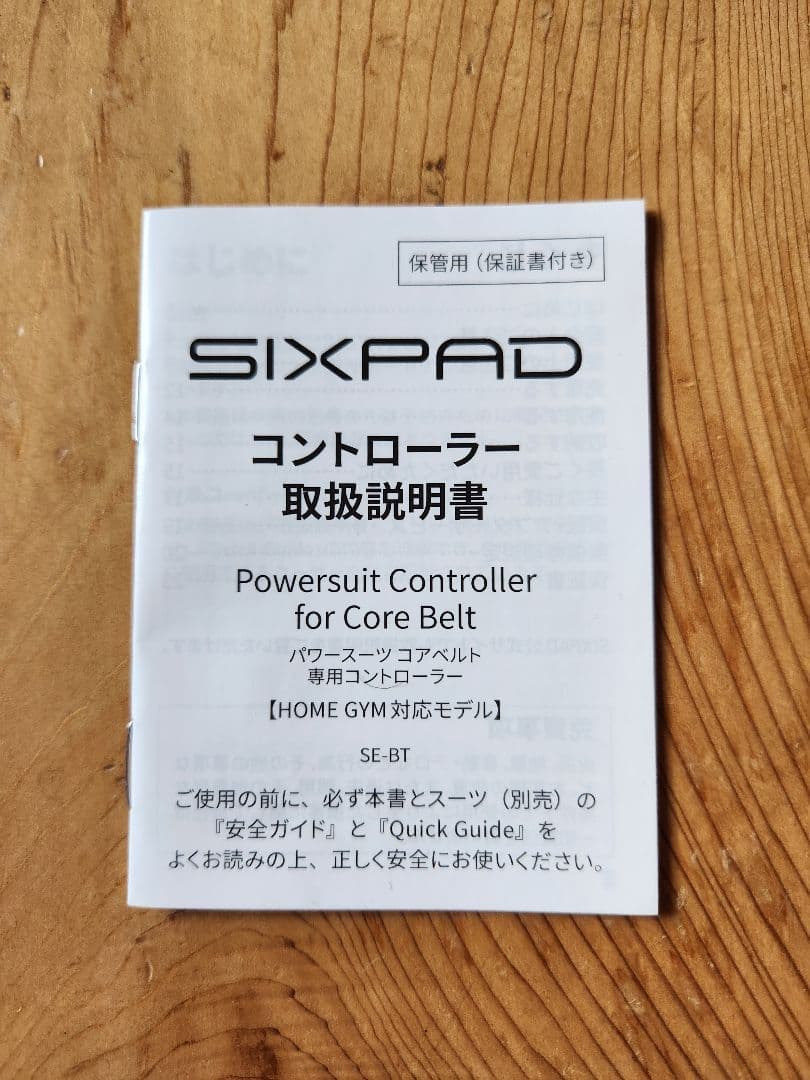 保管用（保証書付き）
SIXPAD
コントローラー
取扱説明書
Powersuit Controller
for Core Belt
パワースーツ コアベルト
専用コントローラー
【HOME GYM対応モデル】
SE-BT
ご使用の前に、必ず本書とスーツ（別売）の
『安全ガイド』と『Quick Guide』を
よくお読みの上、正しく安全にお使いください。